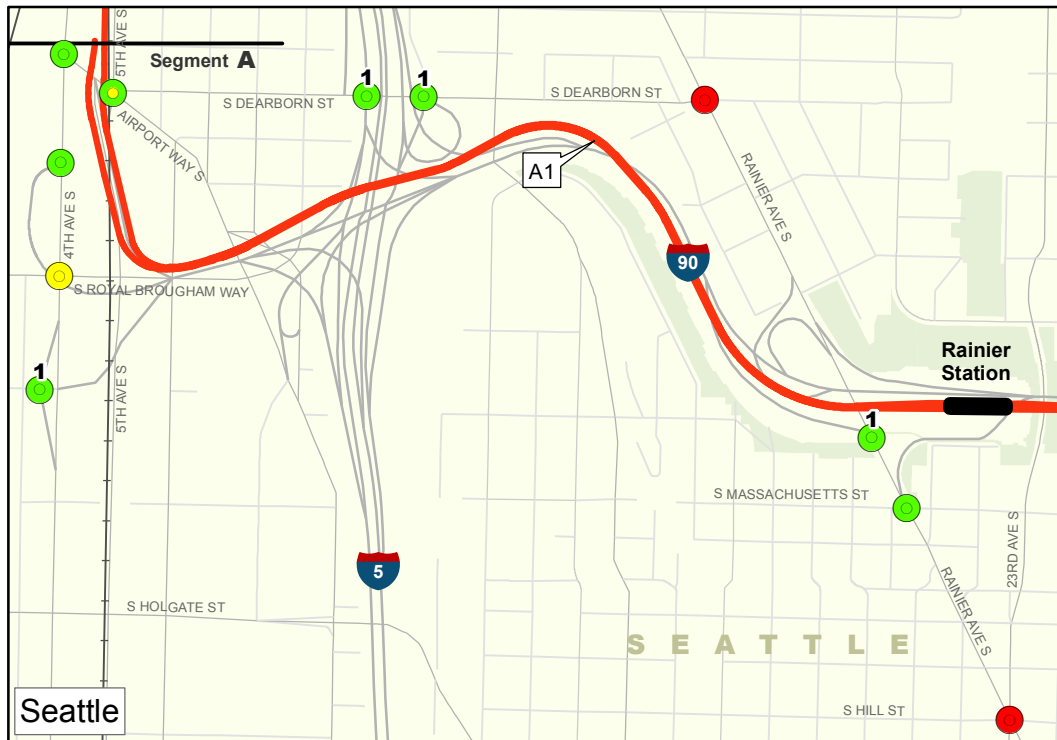 5TH AVE S
Segment A
1
1
S DEARBORN ST
S DEARBORN ST
AIRPORT WAY S
A1
RAINIER AVE S
4TH AVE S
90
S ROYAL BROUGHAM WAY
Rainier
Station
1
5TH AVE S
1
S MASSACHUSETTS ST
5
23RD AVE S
RAINIER AVE S
S HOLGATE ST
SEATTLE
Seattle
S HILL ST